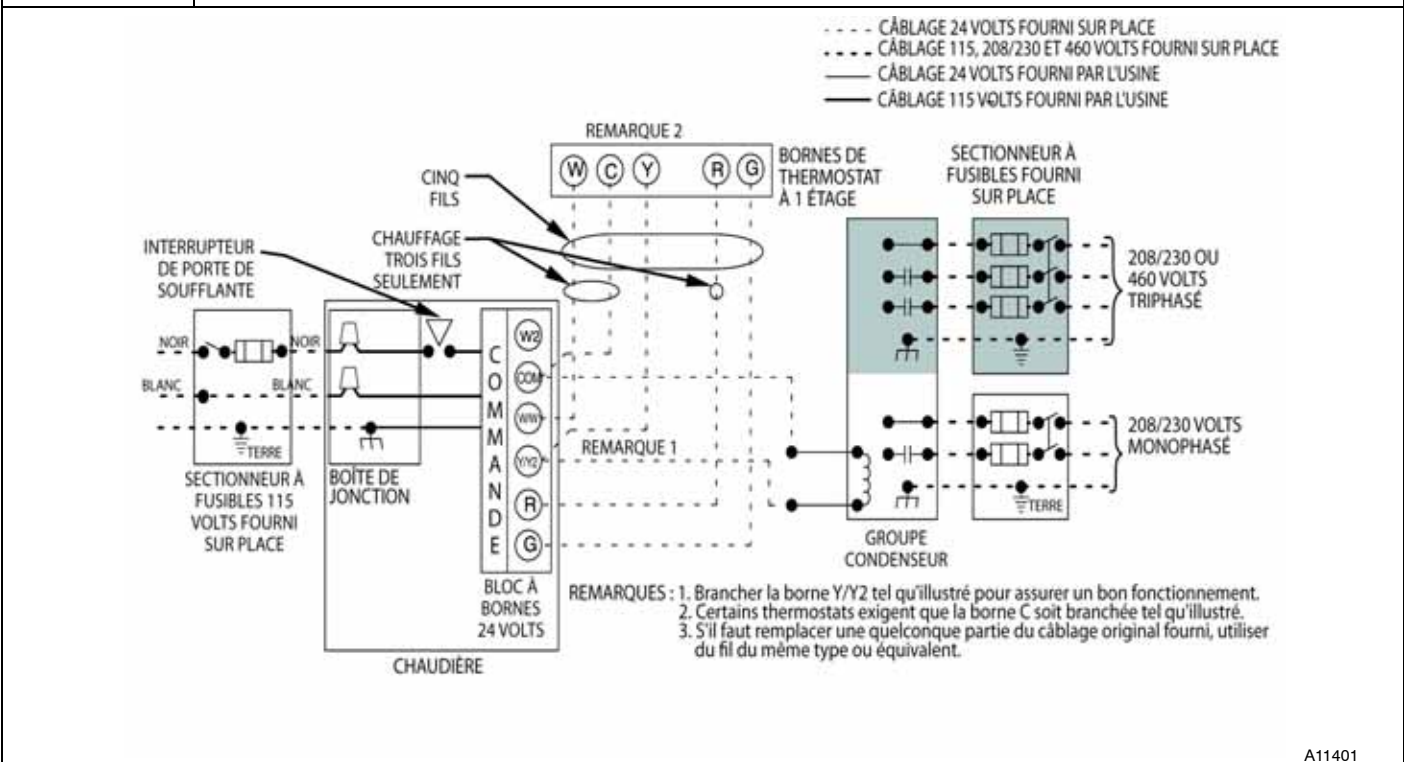 CÂBLAGE 24 VOLTS FOURNI SUR PLACE
CÂBLAGE 115, 208/230 ET 460 VOLTS FOURNI SUR PLACE
CÂBLAGE 24 VOLTS FOURNI PAR L'USINE
CÂBLAGE 115 VOLTS FOURNI PAR L'USINE
REMARQUE 2
W C Y R G
BORNES DE
THERMOSTAT
À 1 ÉTAGE
SECTIONNEUR À
FUSIBLES FOURNI
SUR PLACE
CINQ
FILS
CHAUFFAGE
TROIS FILS
SEULEMENT
INTERRUPTEUR
DE PORTE DE
SOUFFLANTE
208/230 OU
460 VOLTS
TRIPHASÉ
NOIR
NOIR
BLANC
BLANC
TERRE
SECTIONNEUR À
FUSIBLES 115
VOLTS FOURNI
SUR PLACE
BOÎTE DE
JONCTION
COMMANDE
W2
COM
W/W1
Y/Y2
R
G
REMARQUE 1
208/230 VOLTS
MONOPHASÉ
TERRE
GROUPE
CONDENSEUR
BLOC À
BORNES
24 VOLTS
CHAUDIÈRE
REMARQUES : 1. Brancher la borne Y/Y2 tel qu'illustré pour assurer un bon fonctionnement.
2. Certains thermostats exigent que la borne C soit branchée tel qu'illustré.
3. S'il faut remplacer une quelconque partie du câblage original fourni, utiliser
du fil du même type ou équivalent.
A11401